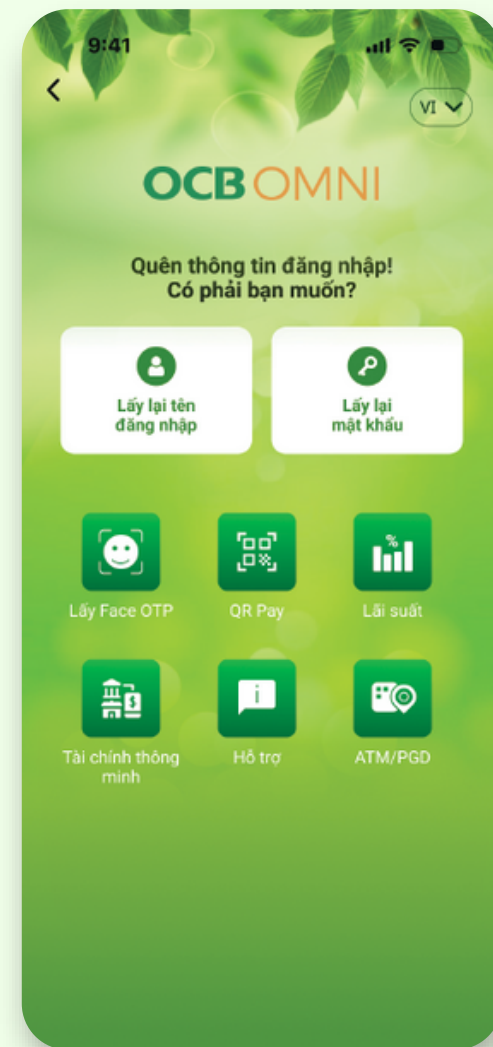 9:41
VI
OCB OMNI
Quên thông tin đăng nhập!
Có phải bạn muốn?
Lấy lại tên
đăng nhập
Lấy lại
mật khẩu
Lấy Face OTP
QR Pay
%
Lãi suất
$
i
Tài chính thông
minh
Hỗ trợ
ATM/PGD